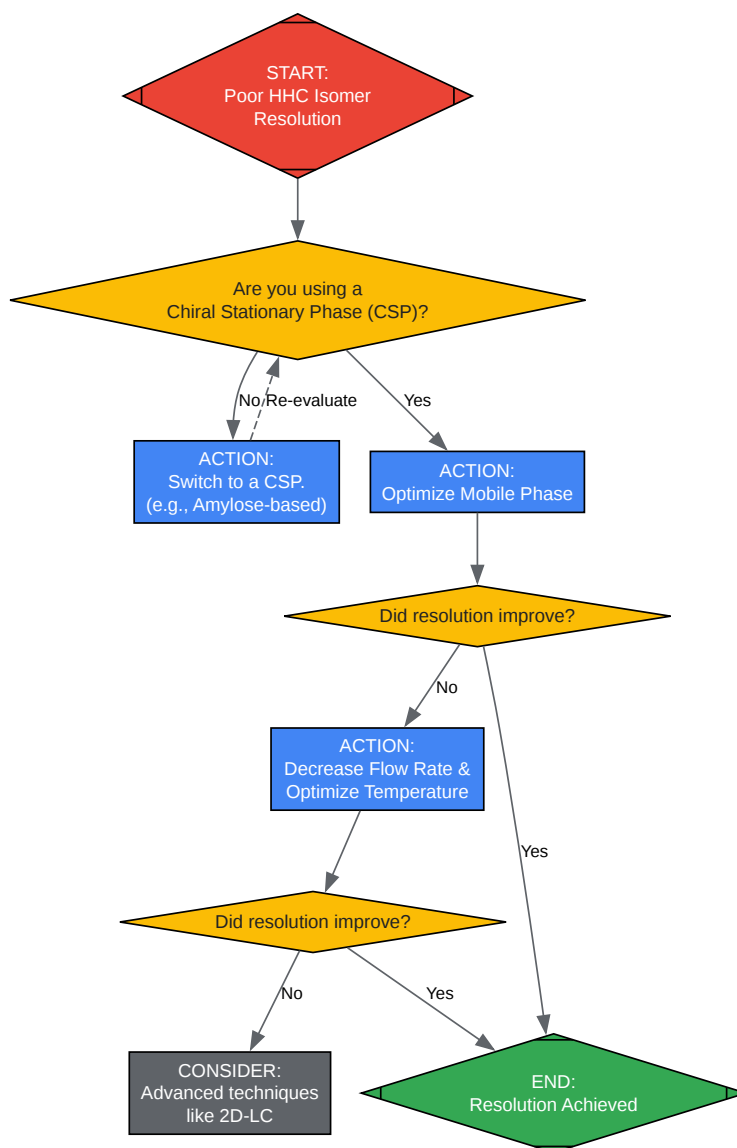 START:
Poor HHC Isomer
Resolution
Are you using a
Chiral Stationary Phase (CSP)?
No
Re-evaluate
Yes
ACTION:
Switch to a CSP.
(e.g., Amylose-based)
ACTION:
Optimize Mobile Phase
Did resolution improve?
No
ACTION:
Decrease Flow Rate &
Optimize Temperature
Yes
Did resolution improve?
No
Yes
CONSIDER:
Advanced techniques
like 2D-LC
END:
Resolution Achieved